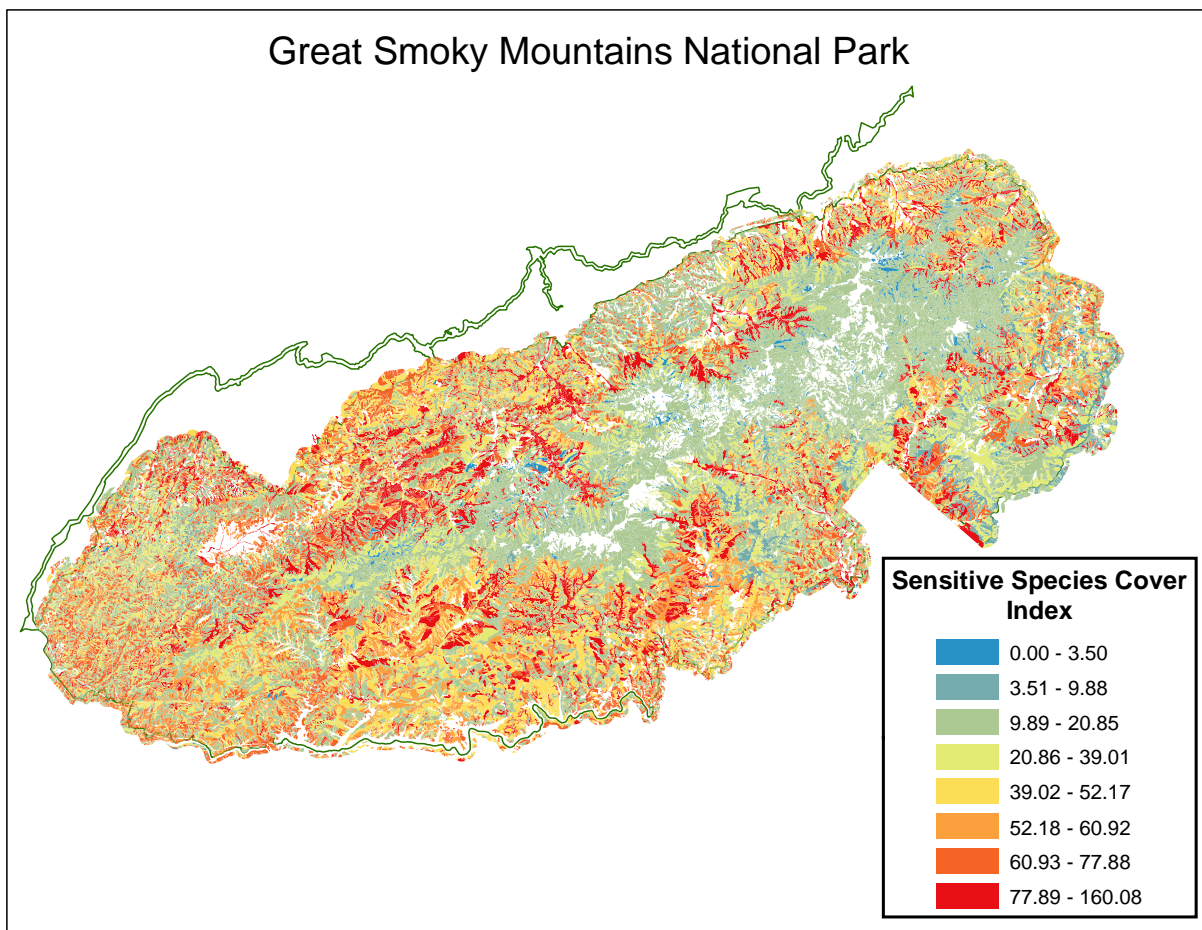 Great Smoky Mountains National Park
Sensitive Species Cover
Index
0.00 - 3.50
3.51 - 9.88
9.89 - 20.85
20.86 - 39.01
39.02 - 52.17
52.18 - 60.92
60.93 - 77.88
77.89 - 160.08